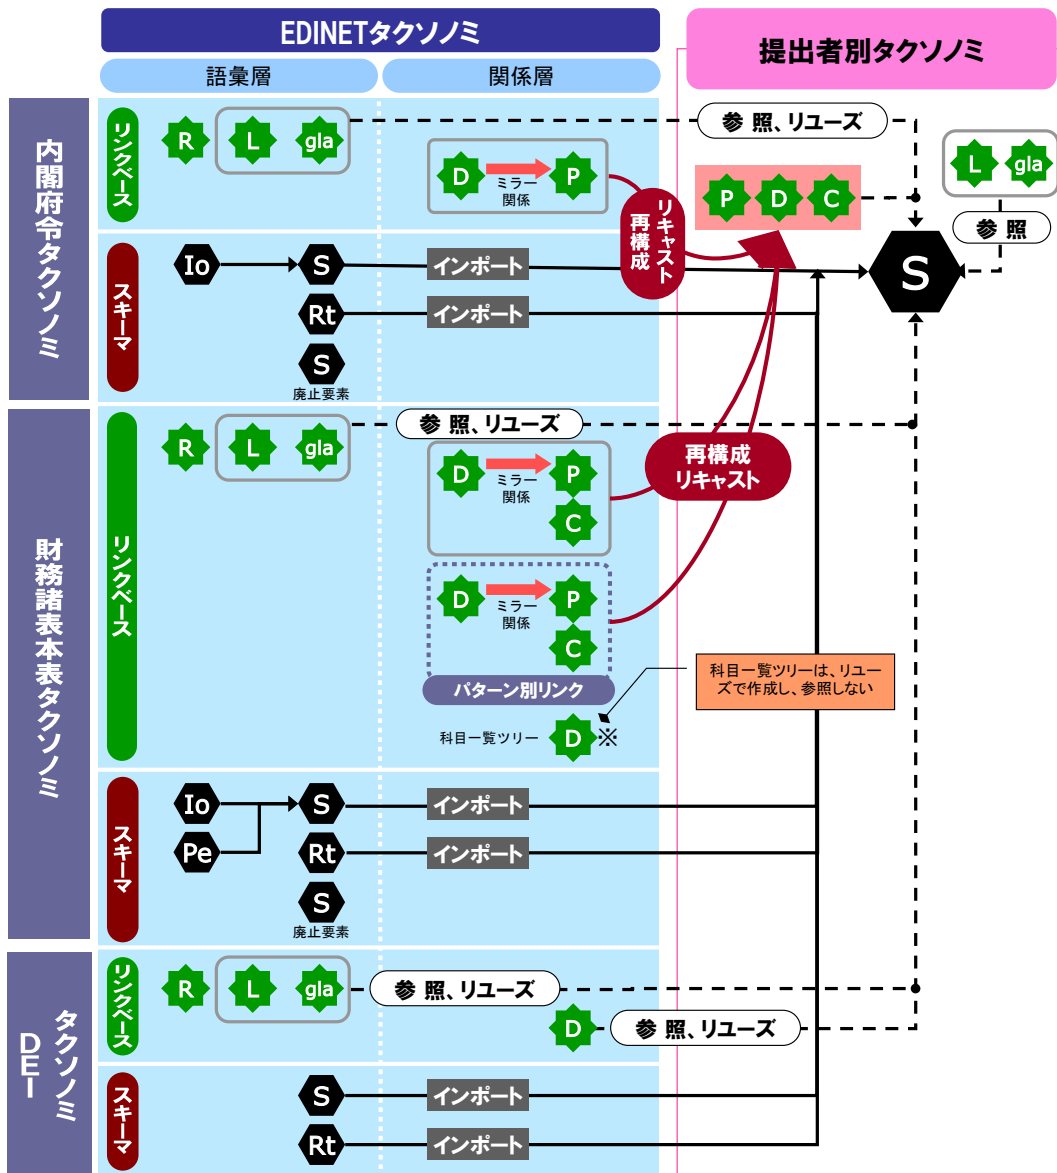 EDINETタクソノミ
提出者別タクソノミ
語彙層
関係層
内閣府令タクソノミ
リンクベース
R
L
gla
参照、リユーズ
D
ミラー
関係
P
リキャスト
再構成
P
D
C
L
gla
参照
S
スキーマ
Io
S
インポート
Rt
インポート
S
廃止要素
財務諸表本表タクソノミ
リンクベース
R
L
gla
参照、リユーズ
D
ミラー
関係
P
C
再構成
リキャスト
D
ミラー
関係
P
C
パターン別リンク
科目一覧ツリーは、リユー
ズで作成し、参照しない
科目一覧ツリー
D
※
スキーマ
Io
Pe
S
インポート
Rt
インポート
S
廃止要素
DEI
タクソノミ
リンクベース
R
L
gla
参照、リユーズ
D
参照、リユーズ
スキーマ
S
インポート
Rt
インポート